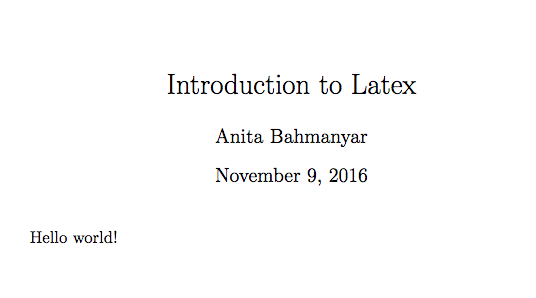 Introduction to Latex
Anita Bahmanyar
November 9, 2016
Hello world!